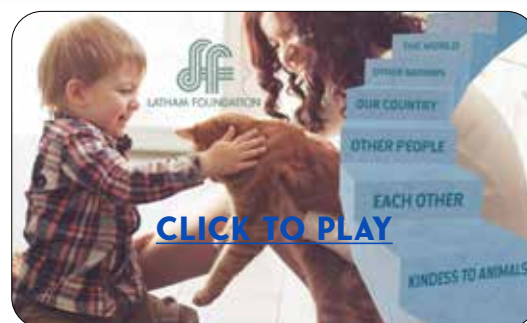 THE WORLD
OTHER NATIONS
LATHAM FOUNDATION
OUR COUNTRY
OTHER PEOPLE
EACH OTHER
CLICK TO PLAY
KINDESS TO ANIMALS